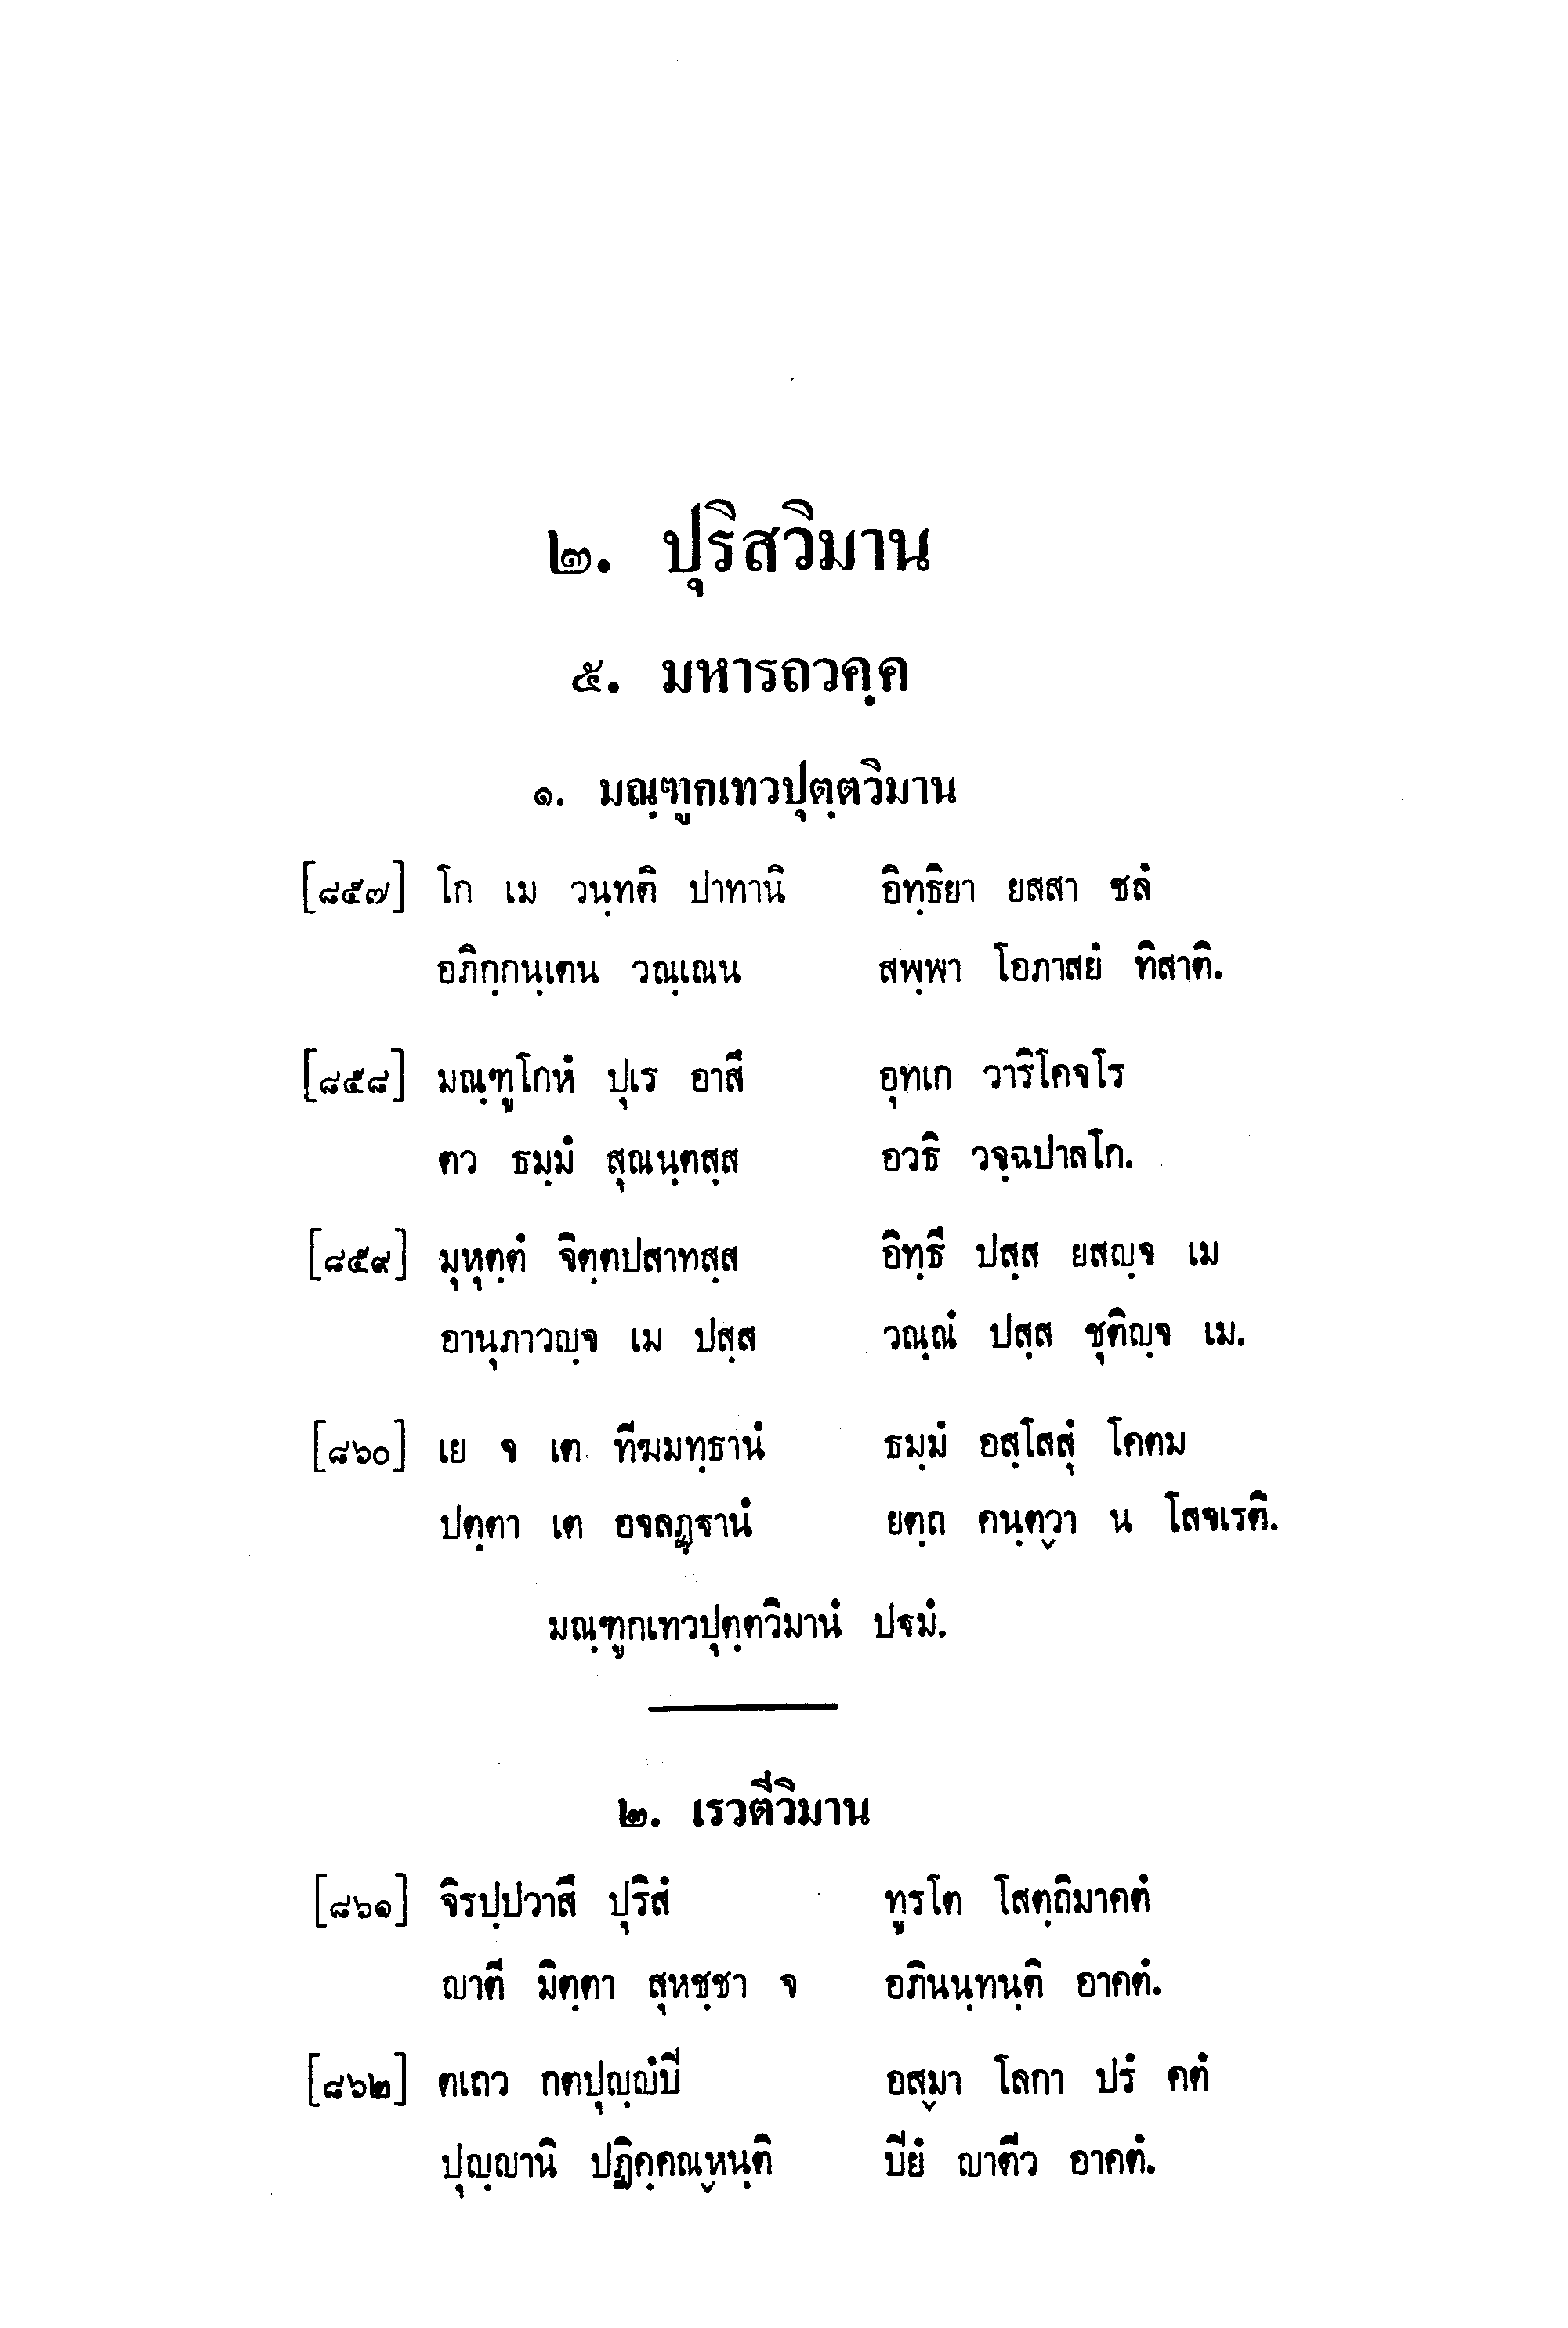 ๒. ปุริสวิมาน
๕. มหารถวคฺค
๑. มณฺฑูกเทวปุตฺตวิมาน
[๘๕๗] โก เม วนฺทติ ปาทานิ อิทฺธิยา ยสสา ชลํ
อภิกฺกนฺเตน วณฺเณน สพฺพา โอภาสยํ ทิสาติ.
[๘๕๘] มณฺฑูโกหํ ปุเร อาสึ อุทเก วาริโคจโร
ตว ธมฺมํ สุณนฺตสฺส อวธิ วจฺฉปาลโก.
[๘๕๙] มุหุตฺตํ จิตฺตปสาทสฺส อิทฺธึ ปสฺส ยสญฺจ เม
อานุภาวญฺจ เม ปสฺส วณฺณํ ปสฺส ชุติญฺจ เม.
[๘๖๐] เย จ เต ทีฆมทฺธานํ ธมฺมํ อสฺโสสุํ โคตม
ปตฺตา เต อจลฏฺฐานํ ยตฺถ คนฺตฺวา น โสจเรติ.
มณฺฑูกเทวปุตฺตวิมานํ ปฐมํ.
๒. เรวตีวิมาน
[๘๖๑] จิรปฺปวาสึ ปุริสํ ทูรโต โสตฺถิมาคตํ
ญาตี มิตฺตา สุหชฺชา จ อภินนฺทนฺติ อาคตํ.
[๘๖๒] ตเถว กตปุญฺญํปี อสฺมา โลกา ปรํ คตํ
ปุญฺญานิ ปฏิคฺคณฺหนฺติ ปียํ ญาตีว อาคตํ.